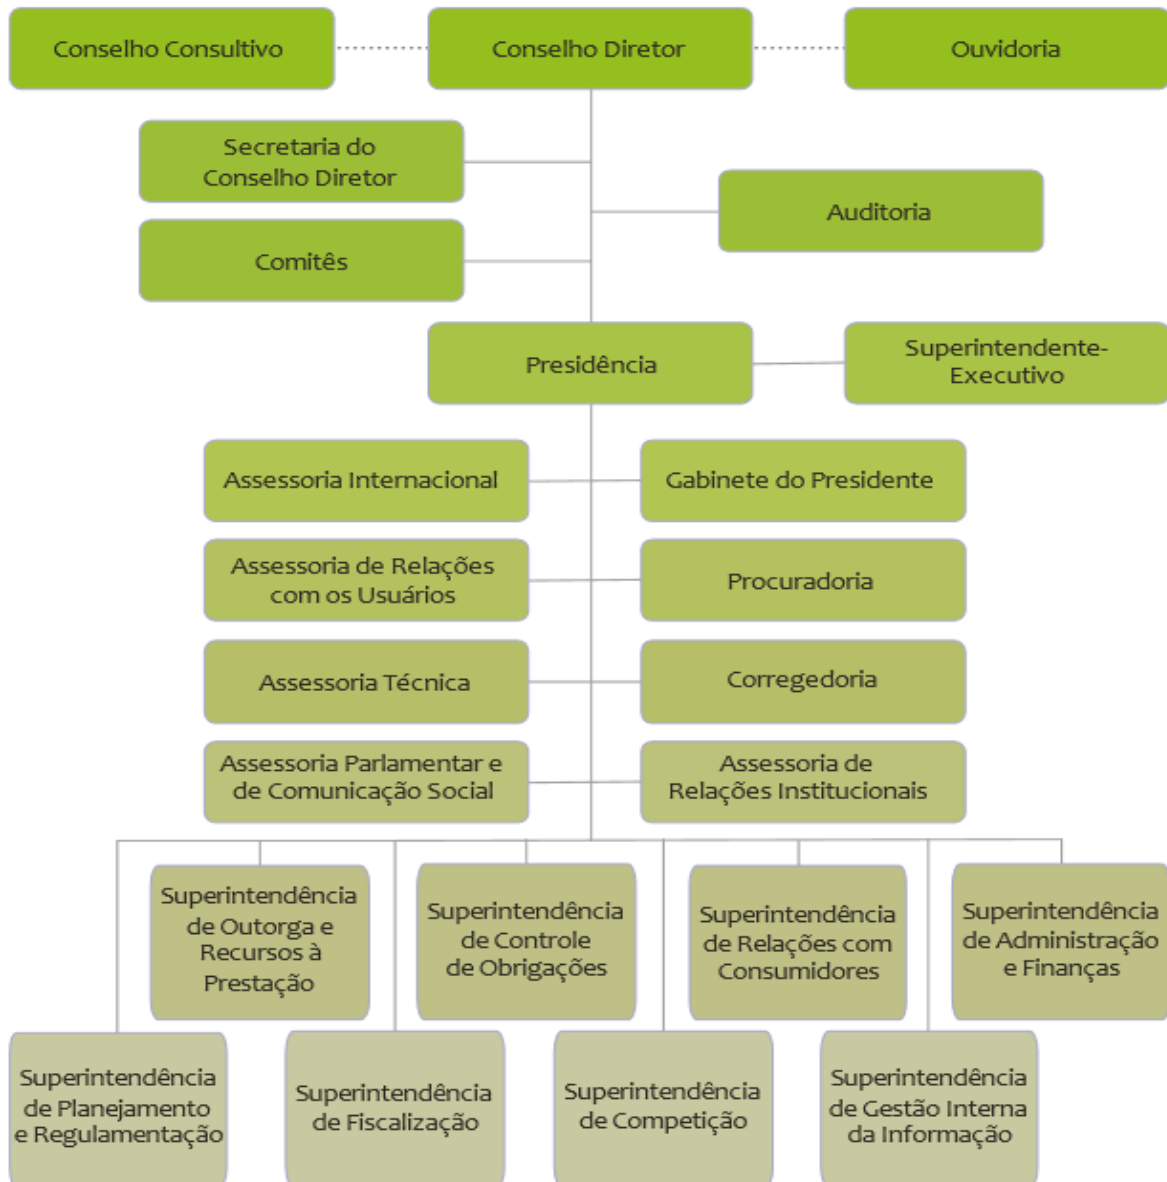 Conselho Consultivo
Conselho Diretor
Ouvidoria
Secretaria do
Conselho Diretor
Auditoria
Comitês
Presidência
Superintendente-
Executivo
Assessoria Internacional
Gabinete do Presidente
Assessoria de Relações
com os Usuários
Procuradoria
Assessoria Técnica
Corregedoria
Assessoria Parlamentar e
de Comunicação Social
Assessoria de
Relações Institucionais
Superintendência
de Outorga e
Recursos à
Prestação
Superintendência
de Controle
de Obrigações
Superintendência
de Relações com
Consumidores
Superintendência
de Administração
e Finanças
Superintendência
de Planejamento
e Regulamentação
Superintendência
de Fiscalização
Superintendência
de Competição
Superintendência
de Gestão Interna
da Informação